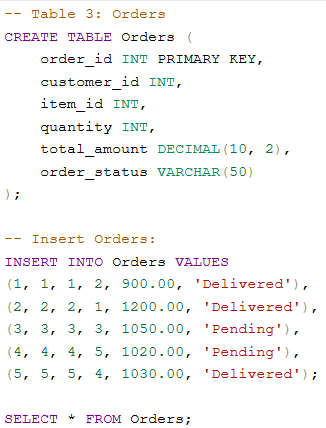 -- Table 3: Orders
CREATE TABLE Orders (
    order_id INT PRIMARY KEY,
    customer_id INT,
    item_id INT,
    quantity INT,
    total_amount DECIMAL(10, 2),
    order_status VARCHAR(50)
);

-- Insert Orders:
INSERT INTO Orders VALUES
(1, 1, 1, 2, 900.00, 'Delivered'),
(2, 2, 2, 1, 1200.00, 'Delivered'),
(3, 3, 3, 3, 1050.00, 'Pending'),
(4, 4, 4, 5, 1020.00, 'Pending'),
(5, 5, 5, 4, 1030.00, 'Delivered');

SELECT * FROM Orders;